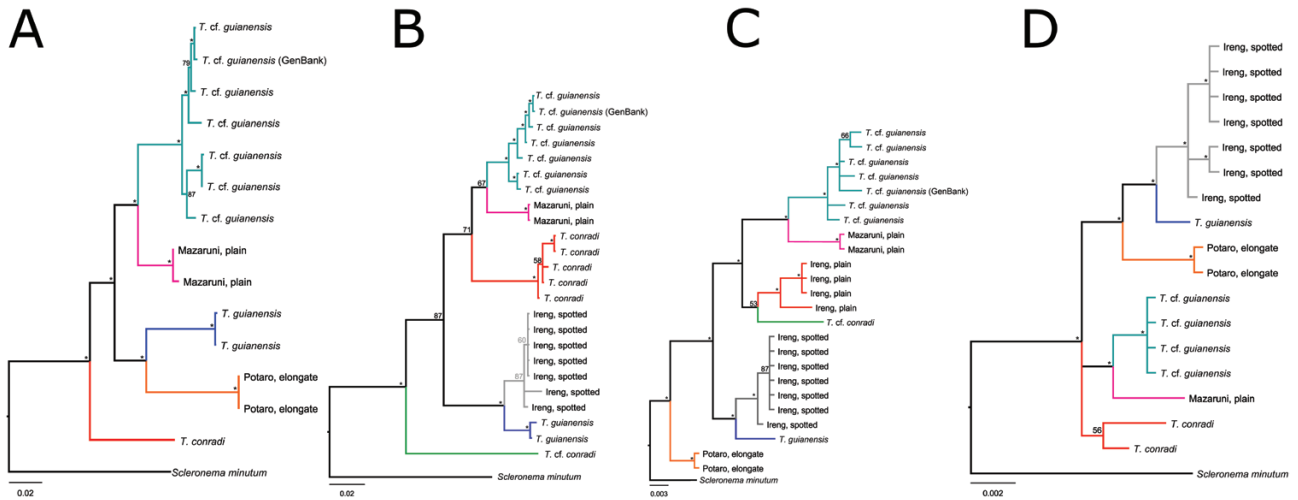 A
T. cf. guianensis
T. cf. guianensis (GenBank)
79
T. cf. guianensis
T. cf. guianensis
T. cf. guianensis
T. cf. guianensis
87
T. cf. guianensis
Mazaruni, plain
Mazaruni, plain
T. guianensis
T. guianensis
Potaro, elongate
Potaro, elongate
T. conradi
Scleronema minutum
0.02
B
T. cf. guianensis
T. cf. guianensis (GenBank)
T. cf. guianensis
T. cf. guianensis
T. cf. guianensis
T. cf. guianensis
T. cf. guianensis
67
Mazaruni, plain
Mazaruni, plain
71
T. conradi
T. conradi
58
T. conradi
T. conradi
T. conradi
87
Ireng, spotted
Ireng, spotted
60
Ireng, spotted
Ireng, spotted
67
Ireng, spotted
Ireng, spotted
T. guianensis
T. guianensis
T. cf. conradi
Scleronema minutum
0.02
C
66
T. cf. guianensis
T. cf. guianensis
T. cf. guianensis
T. cf. guianensis
T. cf. guianensis (GenBank)
T. cf. guianensis
T. cf. guianensis
Mazaruni, plain
Mazaruni, plain
Ireng, plain
Ireng, plain
Ireng, plain
53
Ireng, plain
T. cf. conradi
Ireng, spotted
Ireng, spotted
87
Ireng, spotted
Ireng, spotted
Ireng, spotted
Ireng, spotted
Ireng, spotted
T. guianensis
Potaro, elongate
Potaro, elongate
Scleronema minutum
0.003
D
Ireng, spotted
Ireng, spotted
Ireng, spotted
Ireng, spotted
Ireng, spotted
Ireng, spotted
Ireng, spotted
T. guianensis
Potaro, elongate
Potaro, elongate
T. cf. guianensis
T. cf. guianensis
T. cf. guianensis
T. cf. guianensis
Mazaruni, plain
T. conradi
56
T. conradi
Scleronema minutum
0.002